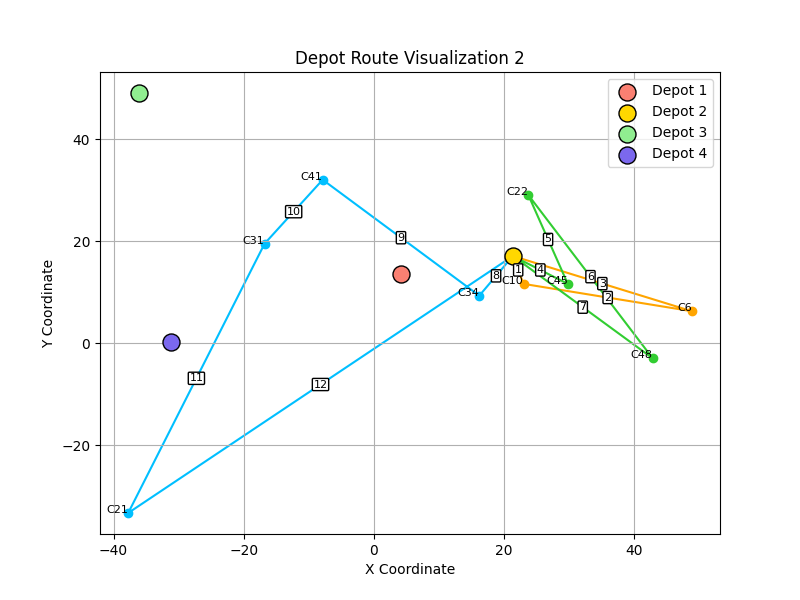 Depot Route Visualization 2
Depot 1
Depot 2
Depot 3
Depot 4
Y Coordinate
40
20
0
−20
C41
C22
10
C31
9
5
8
1
4
6
C10
C45
3
C34
2
7
C6
C48
11
12
C21
−40
−20
0
20
40
X Coordinate